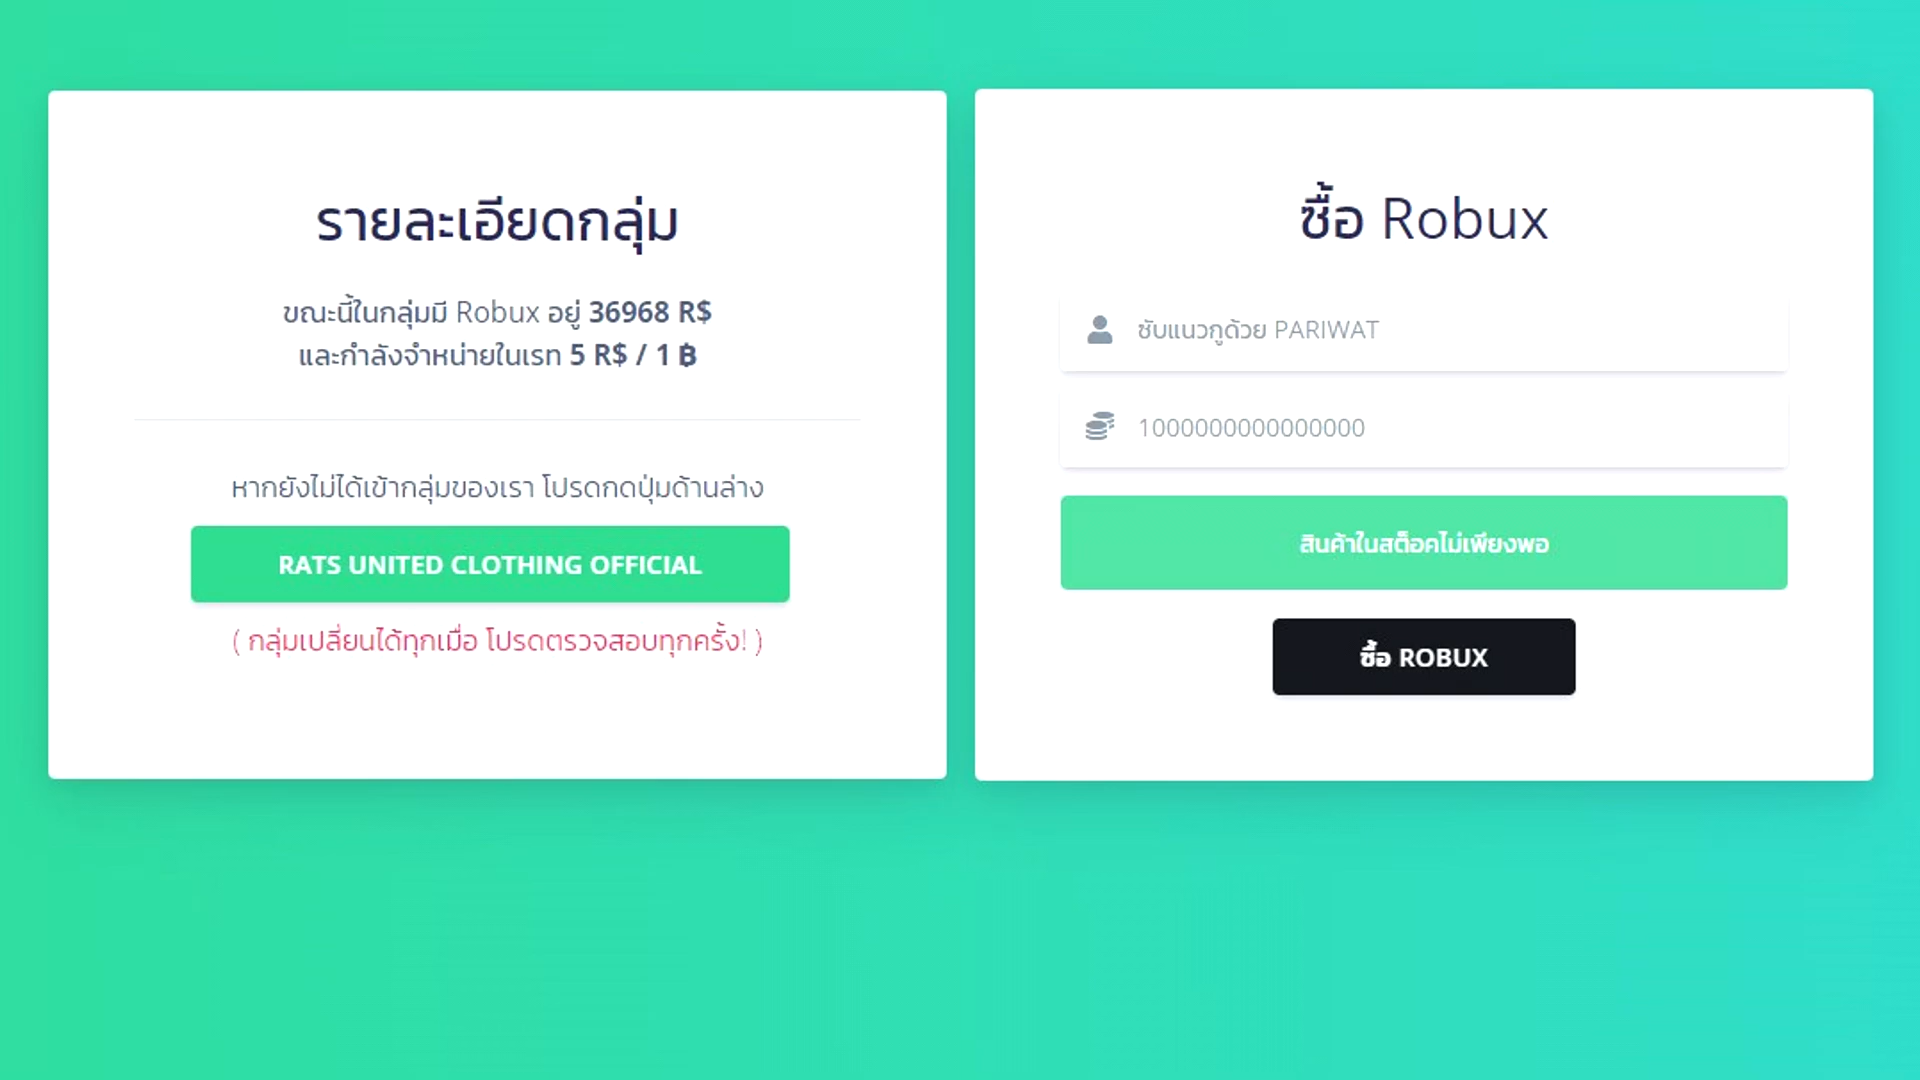 รายละเอียดกลุ่ม
ขณะนี้ในกลุ่มมี Robux อยู่ 36968 R$
และกำลังจำหน่ายในเรท 5 R$ / 1 ฿
หากยังไม่ได้เข้ากลุ่มของเรา โปรดกดปุ่มด้านล่าง
RATS UNITED CLOTHING OFFICIAL
( กลุ่มเปลี่ยนได้ทุกเมื่อ โปรดตรวจสอบทุกครั้ง! )
ซื้อ Robux
ซับแนวกูด้วย PARIWAT
1000000000000000
สินค้าในสต็อคไม่เพียงพอ
ซื้อ ROBUX